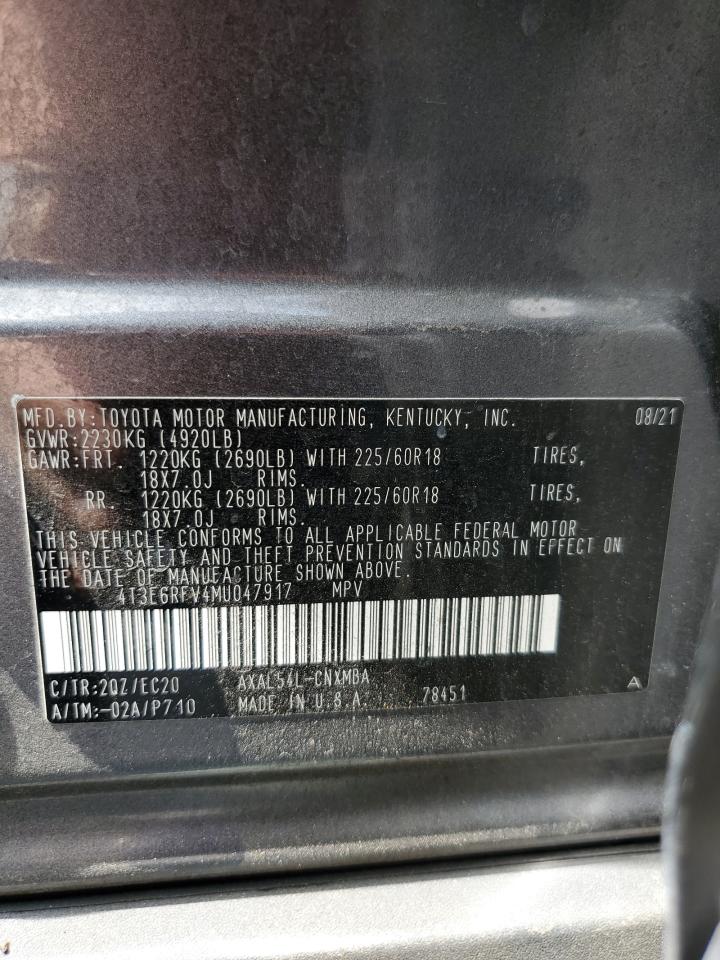 MFD.BY:TOYOTA MOTOR MANUFACTURING, KENTUCKY, INC. 08/21
GVWR:2230KG (4920LB)
GAWR:FRT. 1220KG (2690LB) WITH 225/60R18 TIRES,
18X7.0J RIMS.
RR. 1220KG (2690LB) WITH 225/60R18 TIRES,
18X7.0J RIMS.
THIS VEHICLE CONFORMS TO ALL APPLICABLE FEDERAL MOTOR
VEHICLE SAFETY AND THEFT PREVENTION STANDARDS IN EFFECT ON
THE DATE OF MANUFACTURE SHOWN ABOVE.
4T3E6RFV4MU047917 MPV
C/TR:2QZ/EC20 AXAL54L-CNXMBA A
A/TM:-02A/P710 MADE IN U.S.A. 78451